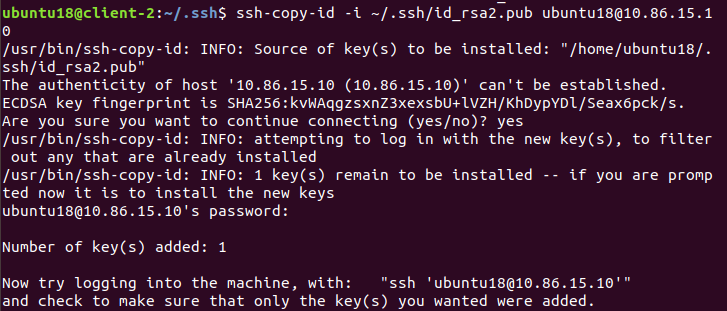 ubuntu18@client-2:~/.ssh$ ssh-copy-id -i ~/.ssh/id_rsa2.pub ubuntu18@10.86.15.1
0
/usr/bin/ssh-copy-id: INFO: Source of key(s) to be installed: "/home/ubuntu18/.
ssh/id_rsa2.pub"
The authenticity of host '10.86.15.10 (10.86.15.10)' can't be established.
ECDSA key fingerprint is SHA256:kvWAqgzsxnZ3xexsbU+lVZH/KhDypYDl/Seax6pck/s.
Are you sure you want to continue connecting (yes/no)? yes
/usr/bin/ssh-copy-id: INFO: attempting to log in with the new key(s), to filter
 out any that are already installed
/usr/bin/ssh-copy-id: INFO: 1 key(s) remain to be installed -- if you are promp
ted now it is to install the new keys
ubuntu18@10.86.15.10's password:
Number of key(s) added: 1
Now try logging into the machine, with:   "ssh 'ubuntu18@10.86.15.10'"
and check to make sure that only the key(s) you wanted were added.